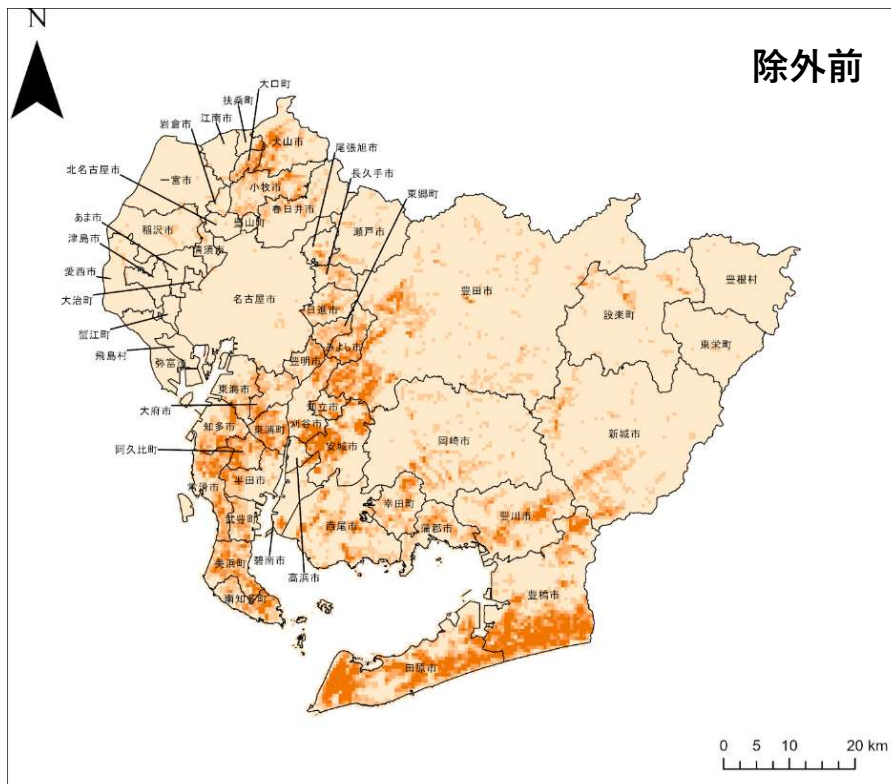 N
除外前
大口町
扶桑町
江南市
岩倉市
犬山市
尾張旭市
北名古屋市
一宮市
長久手市
小牧市
東郷町
春日井市
あま市
豊山町
稲沢市
瀬戸市
津島市
清須市
愛西市
豊田市
豊根村
設楽町
大治町
名古屋市
日進市
蟹江町
東栄町
みよし市
飛島村
豊明市
弥富市
東海市
大府市
知立市
知多市
刈谷市
東浦町
新城市
岡崎市
安城市
阿久比町
半田市
常滑市
幸田町
豊川市
武豊町
西尾市
蒲郡市
碧南市
美浜町
高浜市
豊橋市
南知多町
田原市
0 5 10 20 km